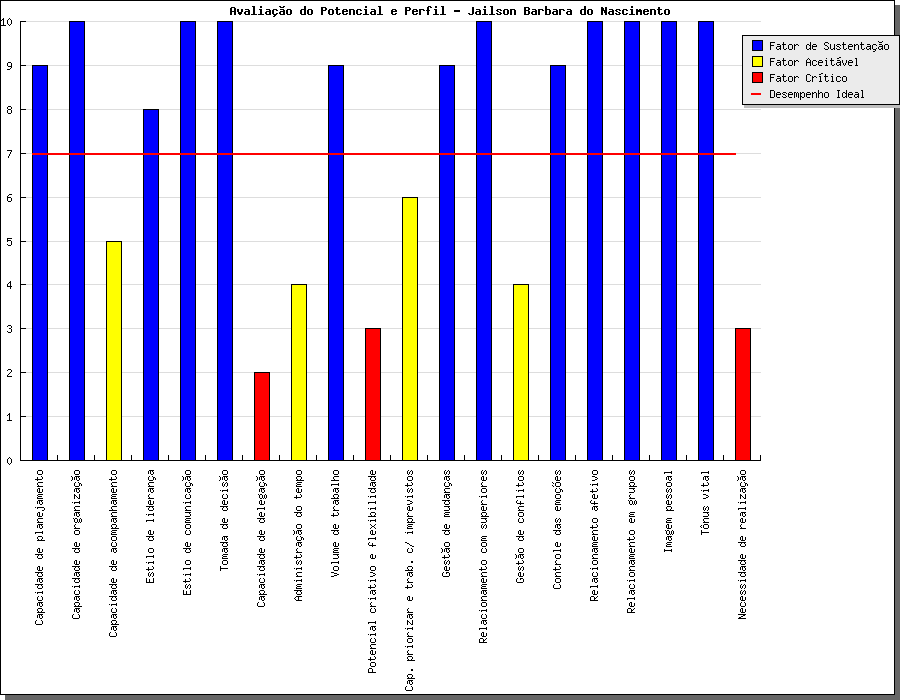 Avaliação do Potencial e Perfil - Jailson Barbara do Nascimento
Fator de Sustentação
Fator Aceitável
Fator Crítico
Desempenho Ideal
10
9
8
7
6
5
4
3
2
1
0
Capacidade de planejamento
Capacidade de organização
Capacidade de acompanhamento
Estilo de liderança
Estilo de comunicação
Tomada de decisão
Capacidade de delegação
Administração do tempo
Volume de trabalho
Potencial criativo e flexibilidade
Cap. priorizar e trab. c/ imprevistos
Gestão de mudanças
Relacionamento com superiores
Gestão de conflitos
Controle das emoções
Relacionamento afetivo
Relacionamento em grupos
Imagem pessoal
Tônus vital
Necessidade de realização